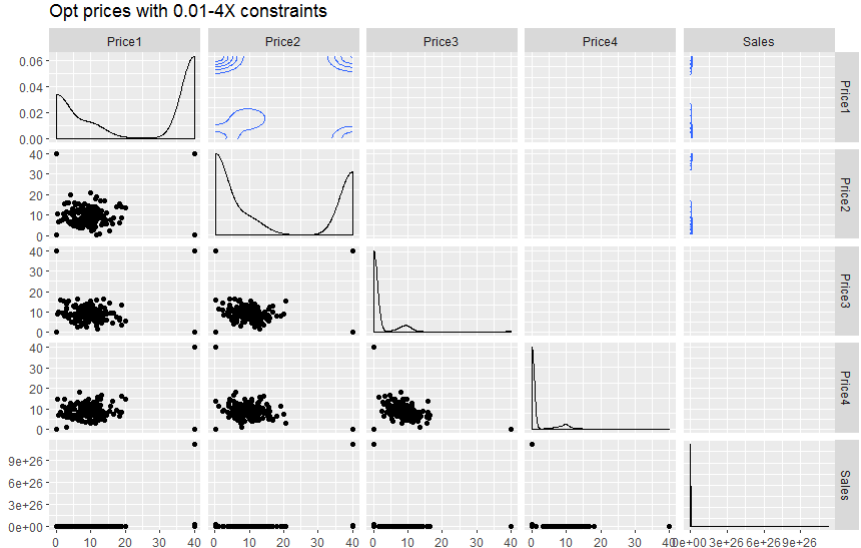 Opt prices with 0.01-4X constraints
Price1 Price2 Price3 Price4 Sales
0.06
0.04
0.02
0.00
Price1
40
30
20
10
0
Price2
40
30
20
10
0
Price3
40
30
20
10
0
Price4
9e+26
6e+26
3e+26
0e+00
Sales
0 10 20 30 40 0 10 20 30 40 0 10 20 30 40 0 10 20 30 40 0e+00 3e+26 6e+26 9e+26